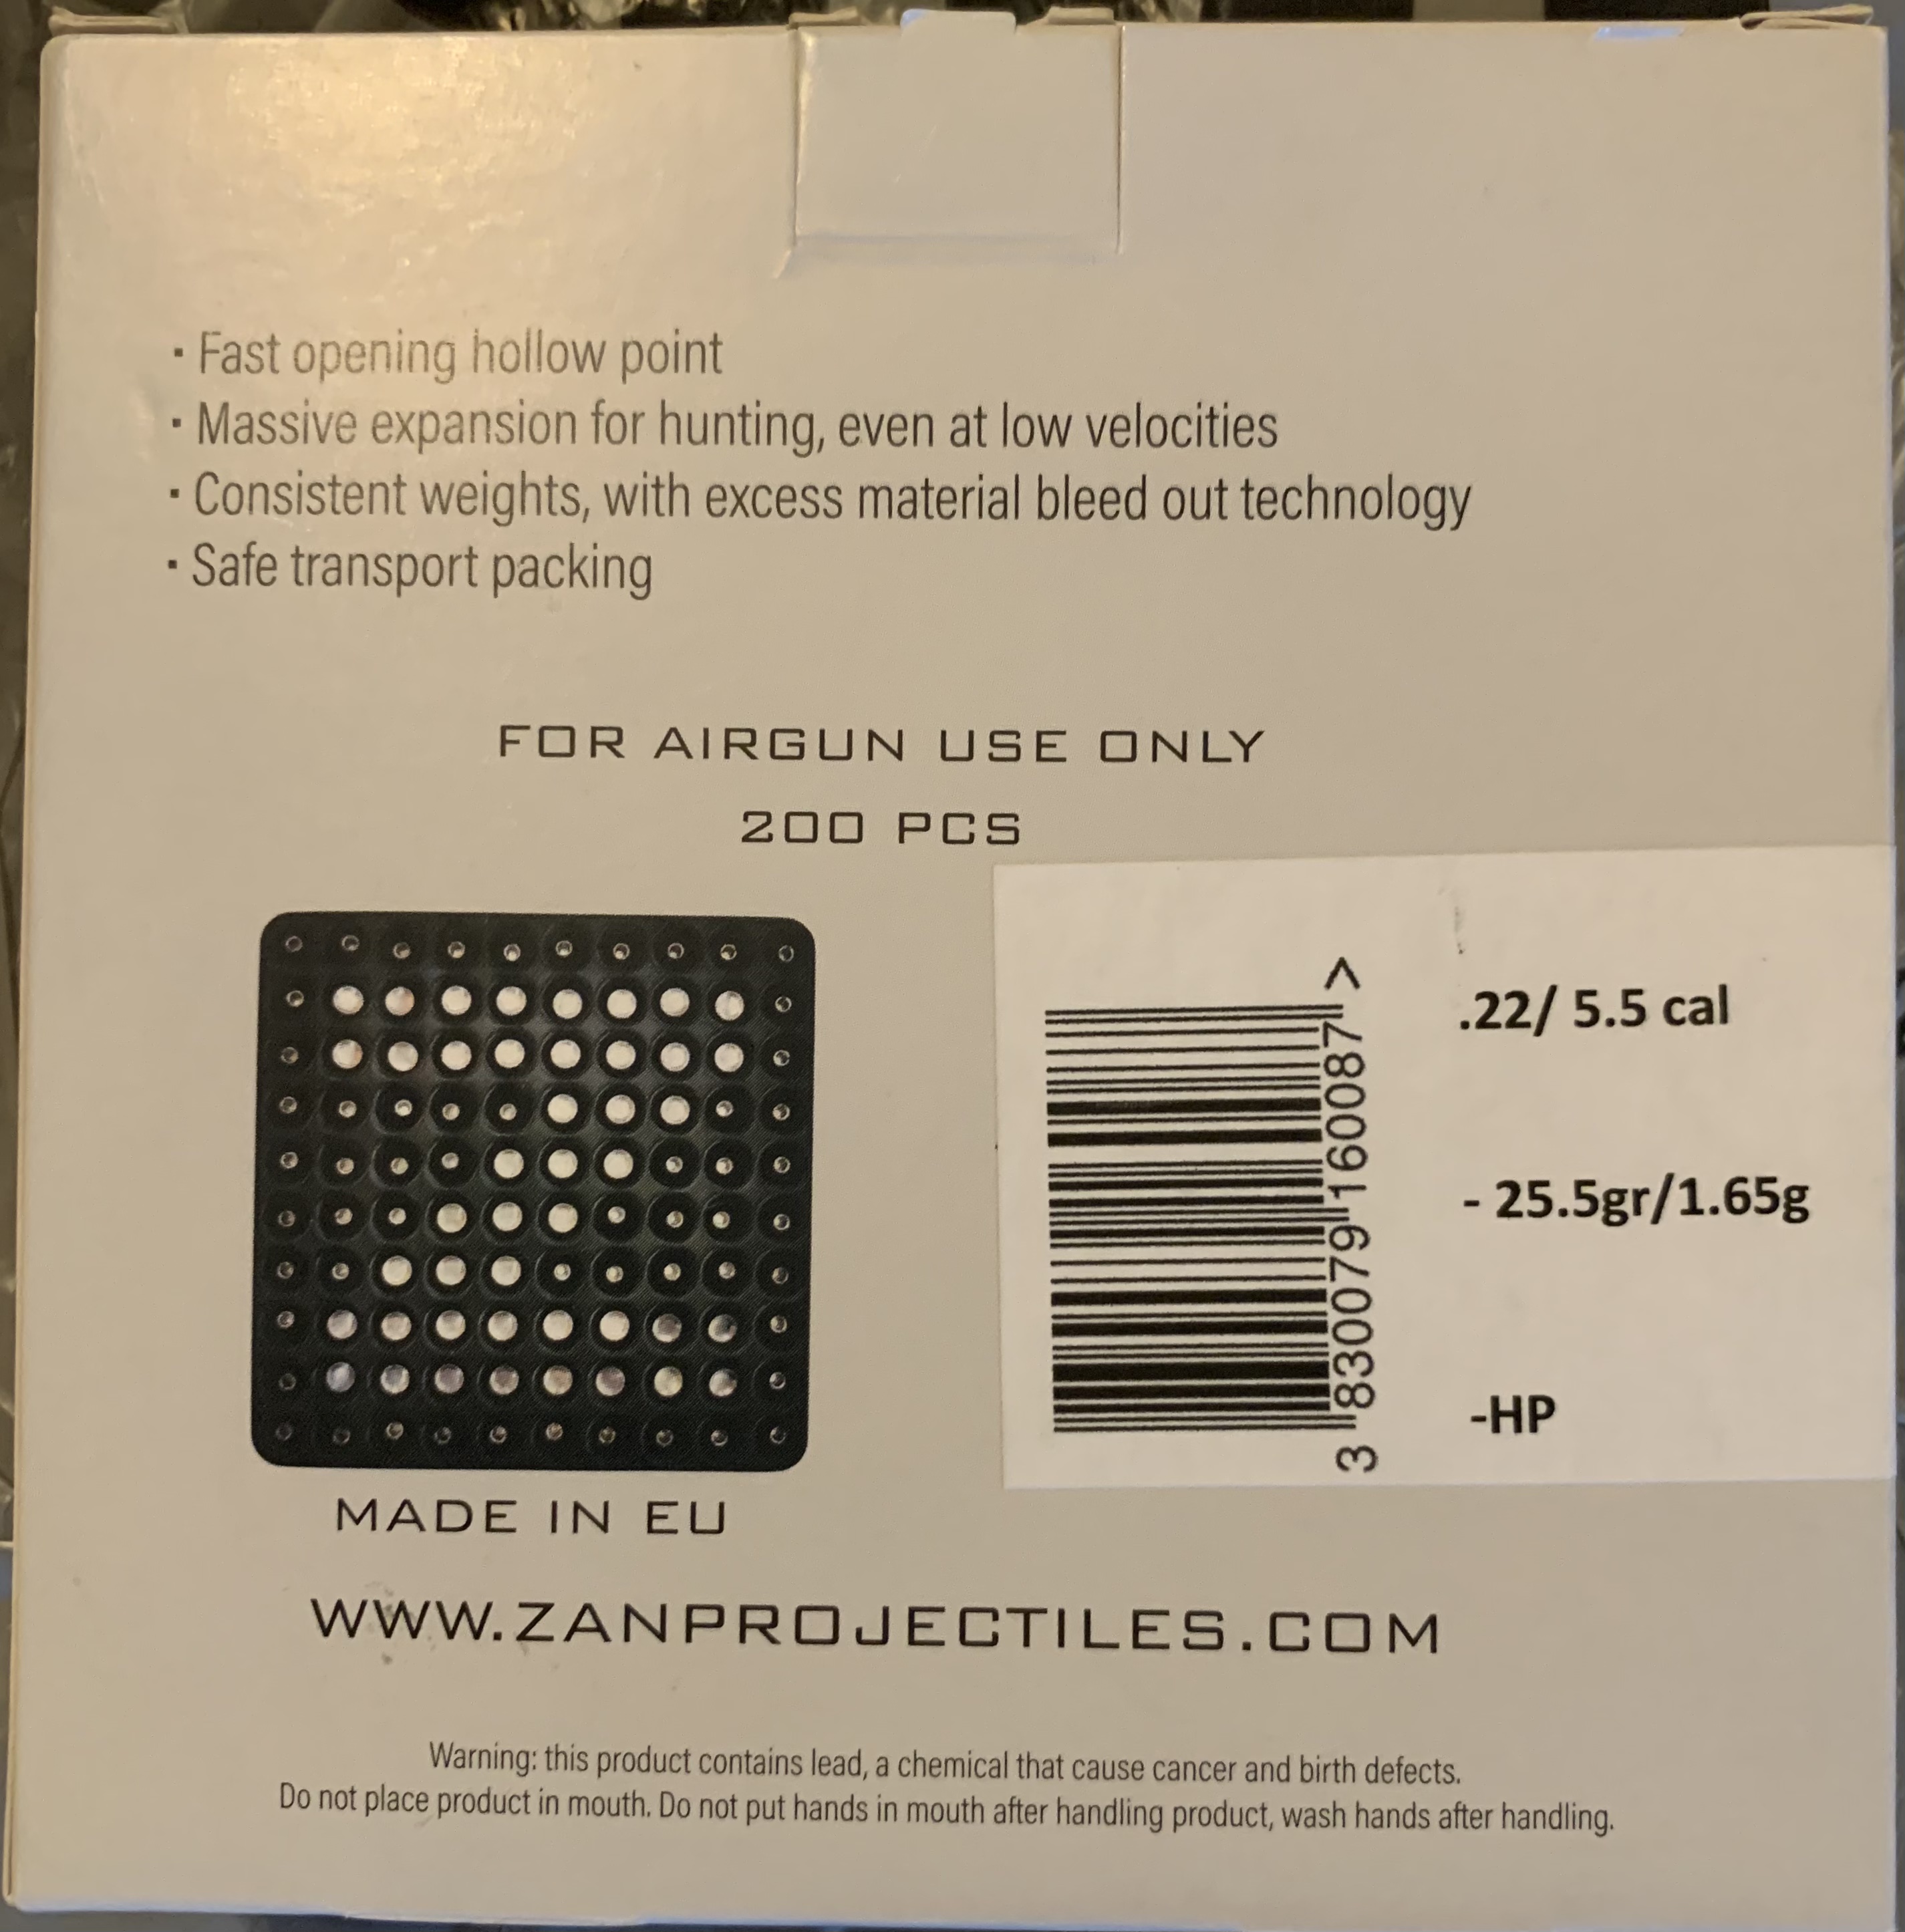 · Fast opening hollow point
· Massive expansion for hunting, even at low velocities
· Consistent weights, with excess material bleed out technology
· Safe transport packing
FOR AIRGUN USE ONLY
200 PCS
.22/ 5.5 cal
- 25.5gr/1.65g
-HP
3 830079 160087 >
MADE IN EU
WWW.ZANPROJECTILES.COM
Warning: this product contains lead, a chemical that cause cancer and birth defects.
Do not place product in mouth. Do not put hands in mouth after handling product, wash hands after handling.